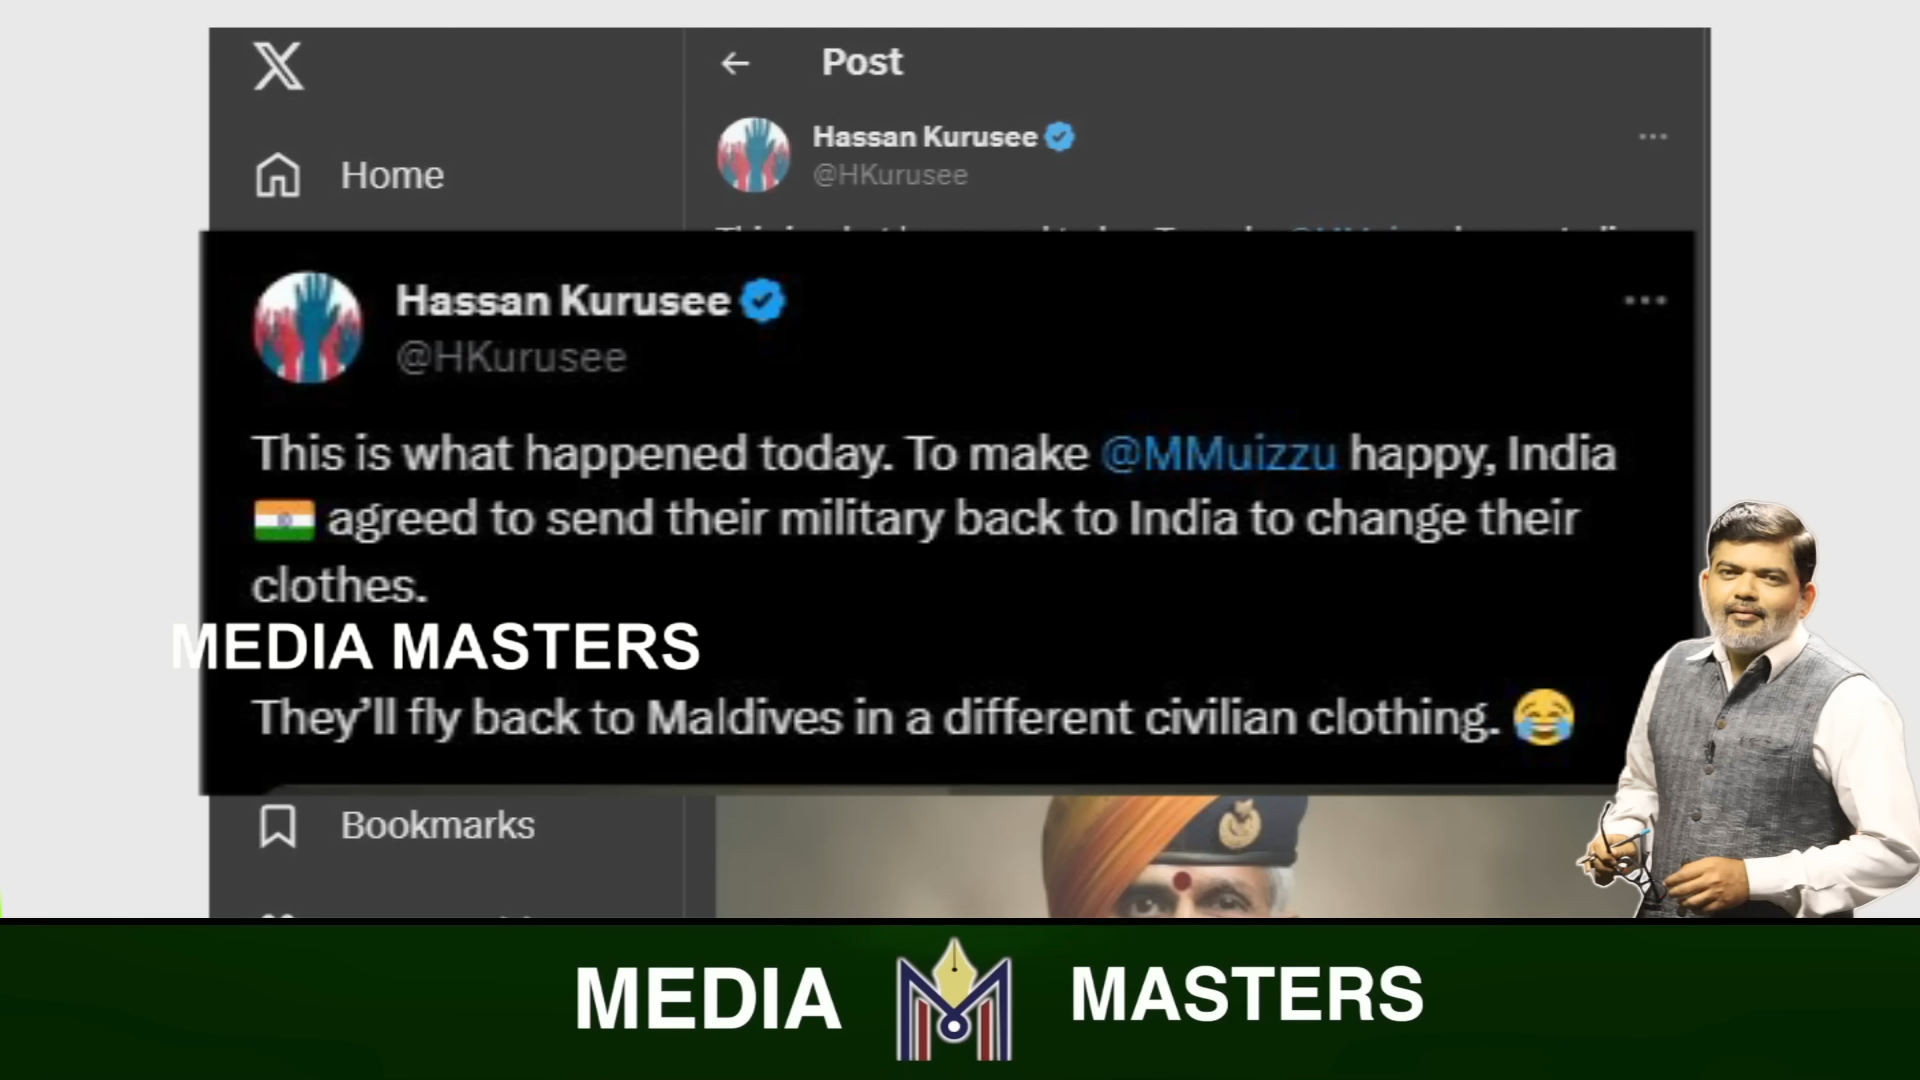 X
Post
Home
Hassan Kurusee
@HKurusee
Hassan Kurusee
@HKurusee
This is what happened today. To make @MMuizzu happy, India
🇮🇳 agreed to send their military back to India to change their
clothes.
MEDIA MASTERS
They’ll fly back to Maldives in a different civilian clothing. 😂
Bookmarks
MEDIA MASTERS